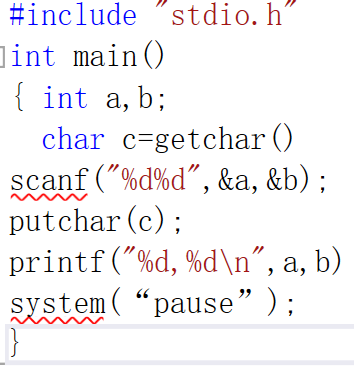 #include "stdio.h"
int main()
{ int a,b;
char c=getchar()
scanf("%d%d",&a,&b);
putchar(c);
printf("%d,%d\n",a,b)
system(“pause”);
}